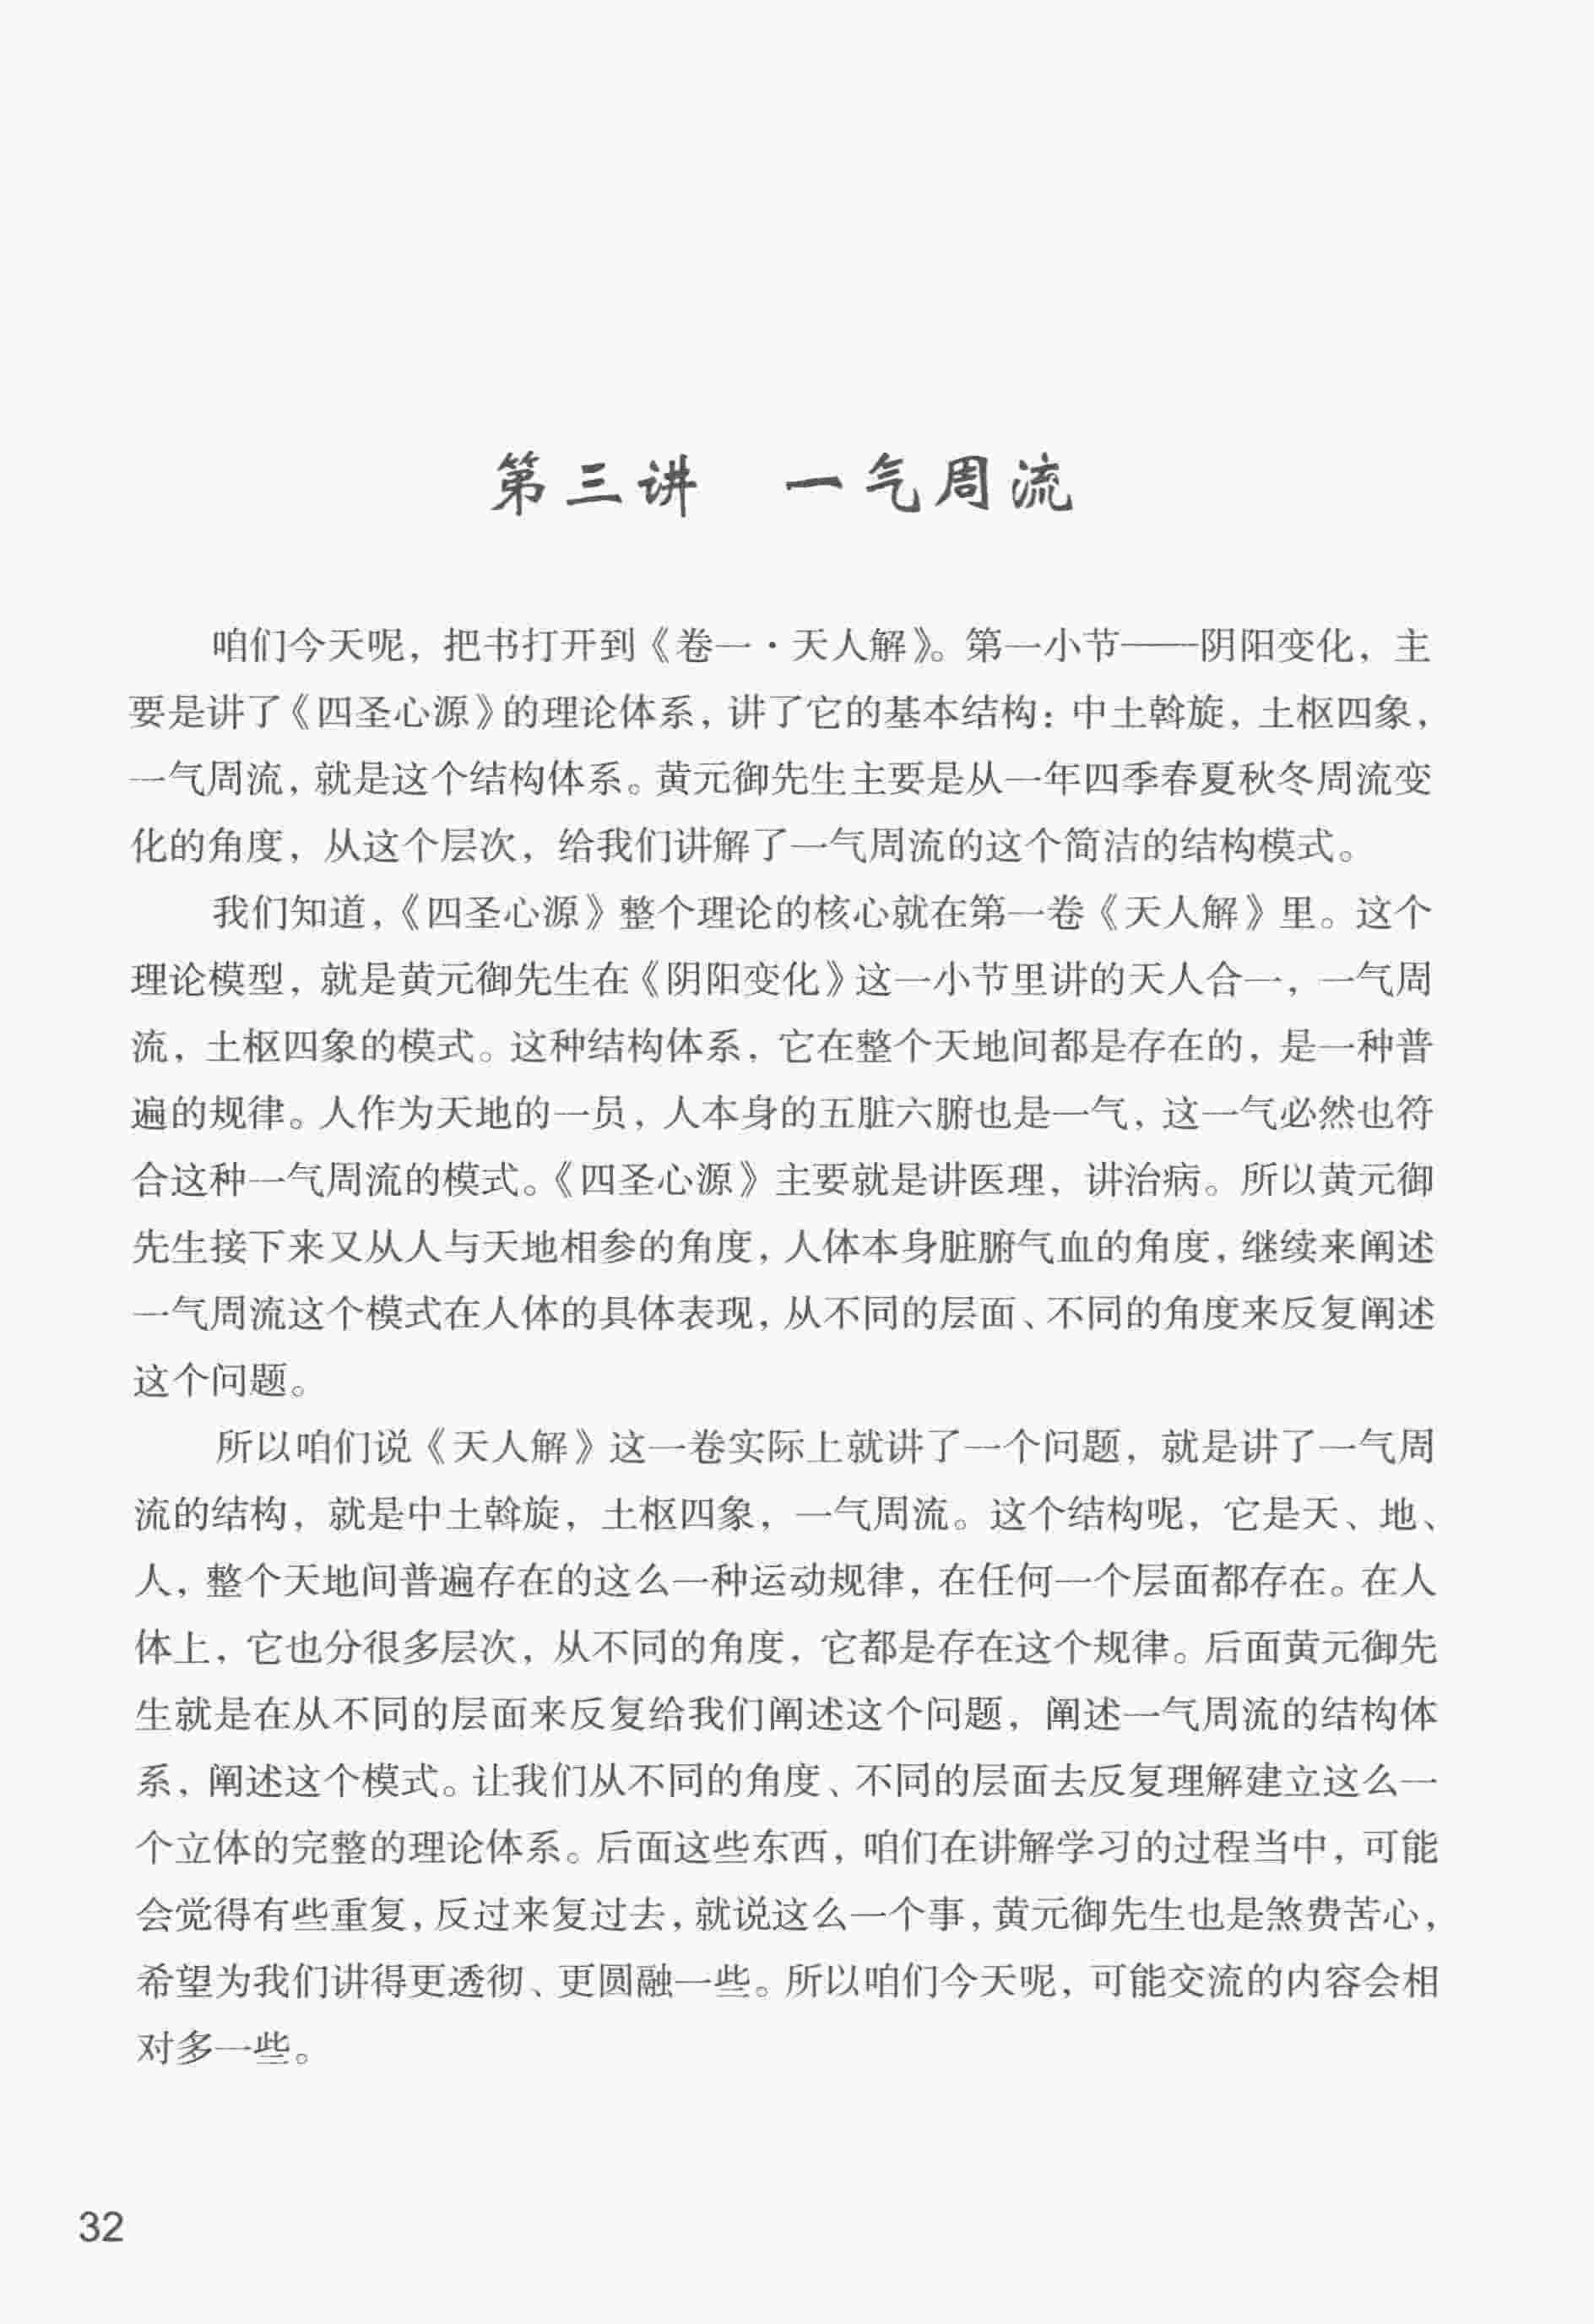 第三讲　一气周流
咱们今天呢，把书打开到《卷一·天人解》。第一小节——阴阳变化，主
要是讲了《四圣心源》的理论体系，讲了它的基本结构：中土斡旋，土枢四象，
一气周流，就是这个结构体系。黄元御先生主要是从一年四季春夏秋冬周流变
化的角度，从这个层次，给我们讲解了一气周流的这个简洁的结构模式。
我们知道，《四圣心源》整个理论的核心就在第一卷《天人解》里。这个
理论模型，就是黄元御先生在《阴阳变化》这一小节里讲的天人合一，一气周
流，土枢四象的模式。这种结构体系，它在整个天地间都是存在的，是一种普
遍的规律。人作为天地的一员，人本身的五脏六腑也是一气，这一气必然也符
合这种一气周流的模式。《四圣心源》主要就是讲医理，讲治病。所以黄元御
先生接下来又从人与天地相参的角度，人体本身脏腑气血的角度，继续来阐述
一气周流这个模式在人体的具体表现，从不同的层面、不同的角度来反复阐述
这个问题。
所以咱们说《天人解》这一卷实际上就讲了一个问题，就是讲了一气周
流的结构，就是中土斡旋，土枢四象，一气周流。这个结构呢，它是天、地、
人，整个天地间普遍存在的这么一种运动规律，在任何一个层面都存在。在人
体上，它也分很多层次，从不同的角度，它都是存在这个规律。后面黄元御先
生就是在从不同的层面来反复给我们阐述这个问题，阐述一气周流的结构体
系，阐述这个模式。让我们从不同的角度、不同的层面去反复理解建立这么一
个立体的完整的理论体系。后面这些东西，咱们在讲解学习的过程当中，可能
会觉得有些重复，反过来复过去，就说这么一个事，黄元御先生也是煞费苦心，
希望为我们讲得更透彻、更圆融一些。所以咱们今天呢，可能交流的内容会相
对多一些。
32